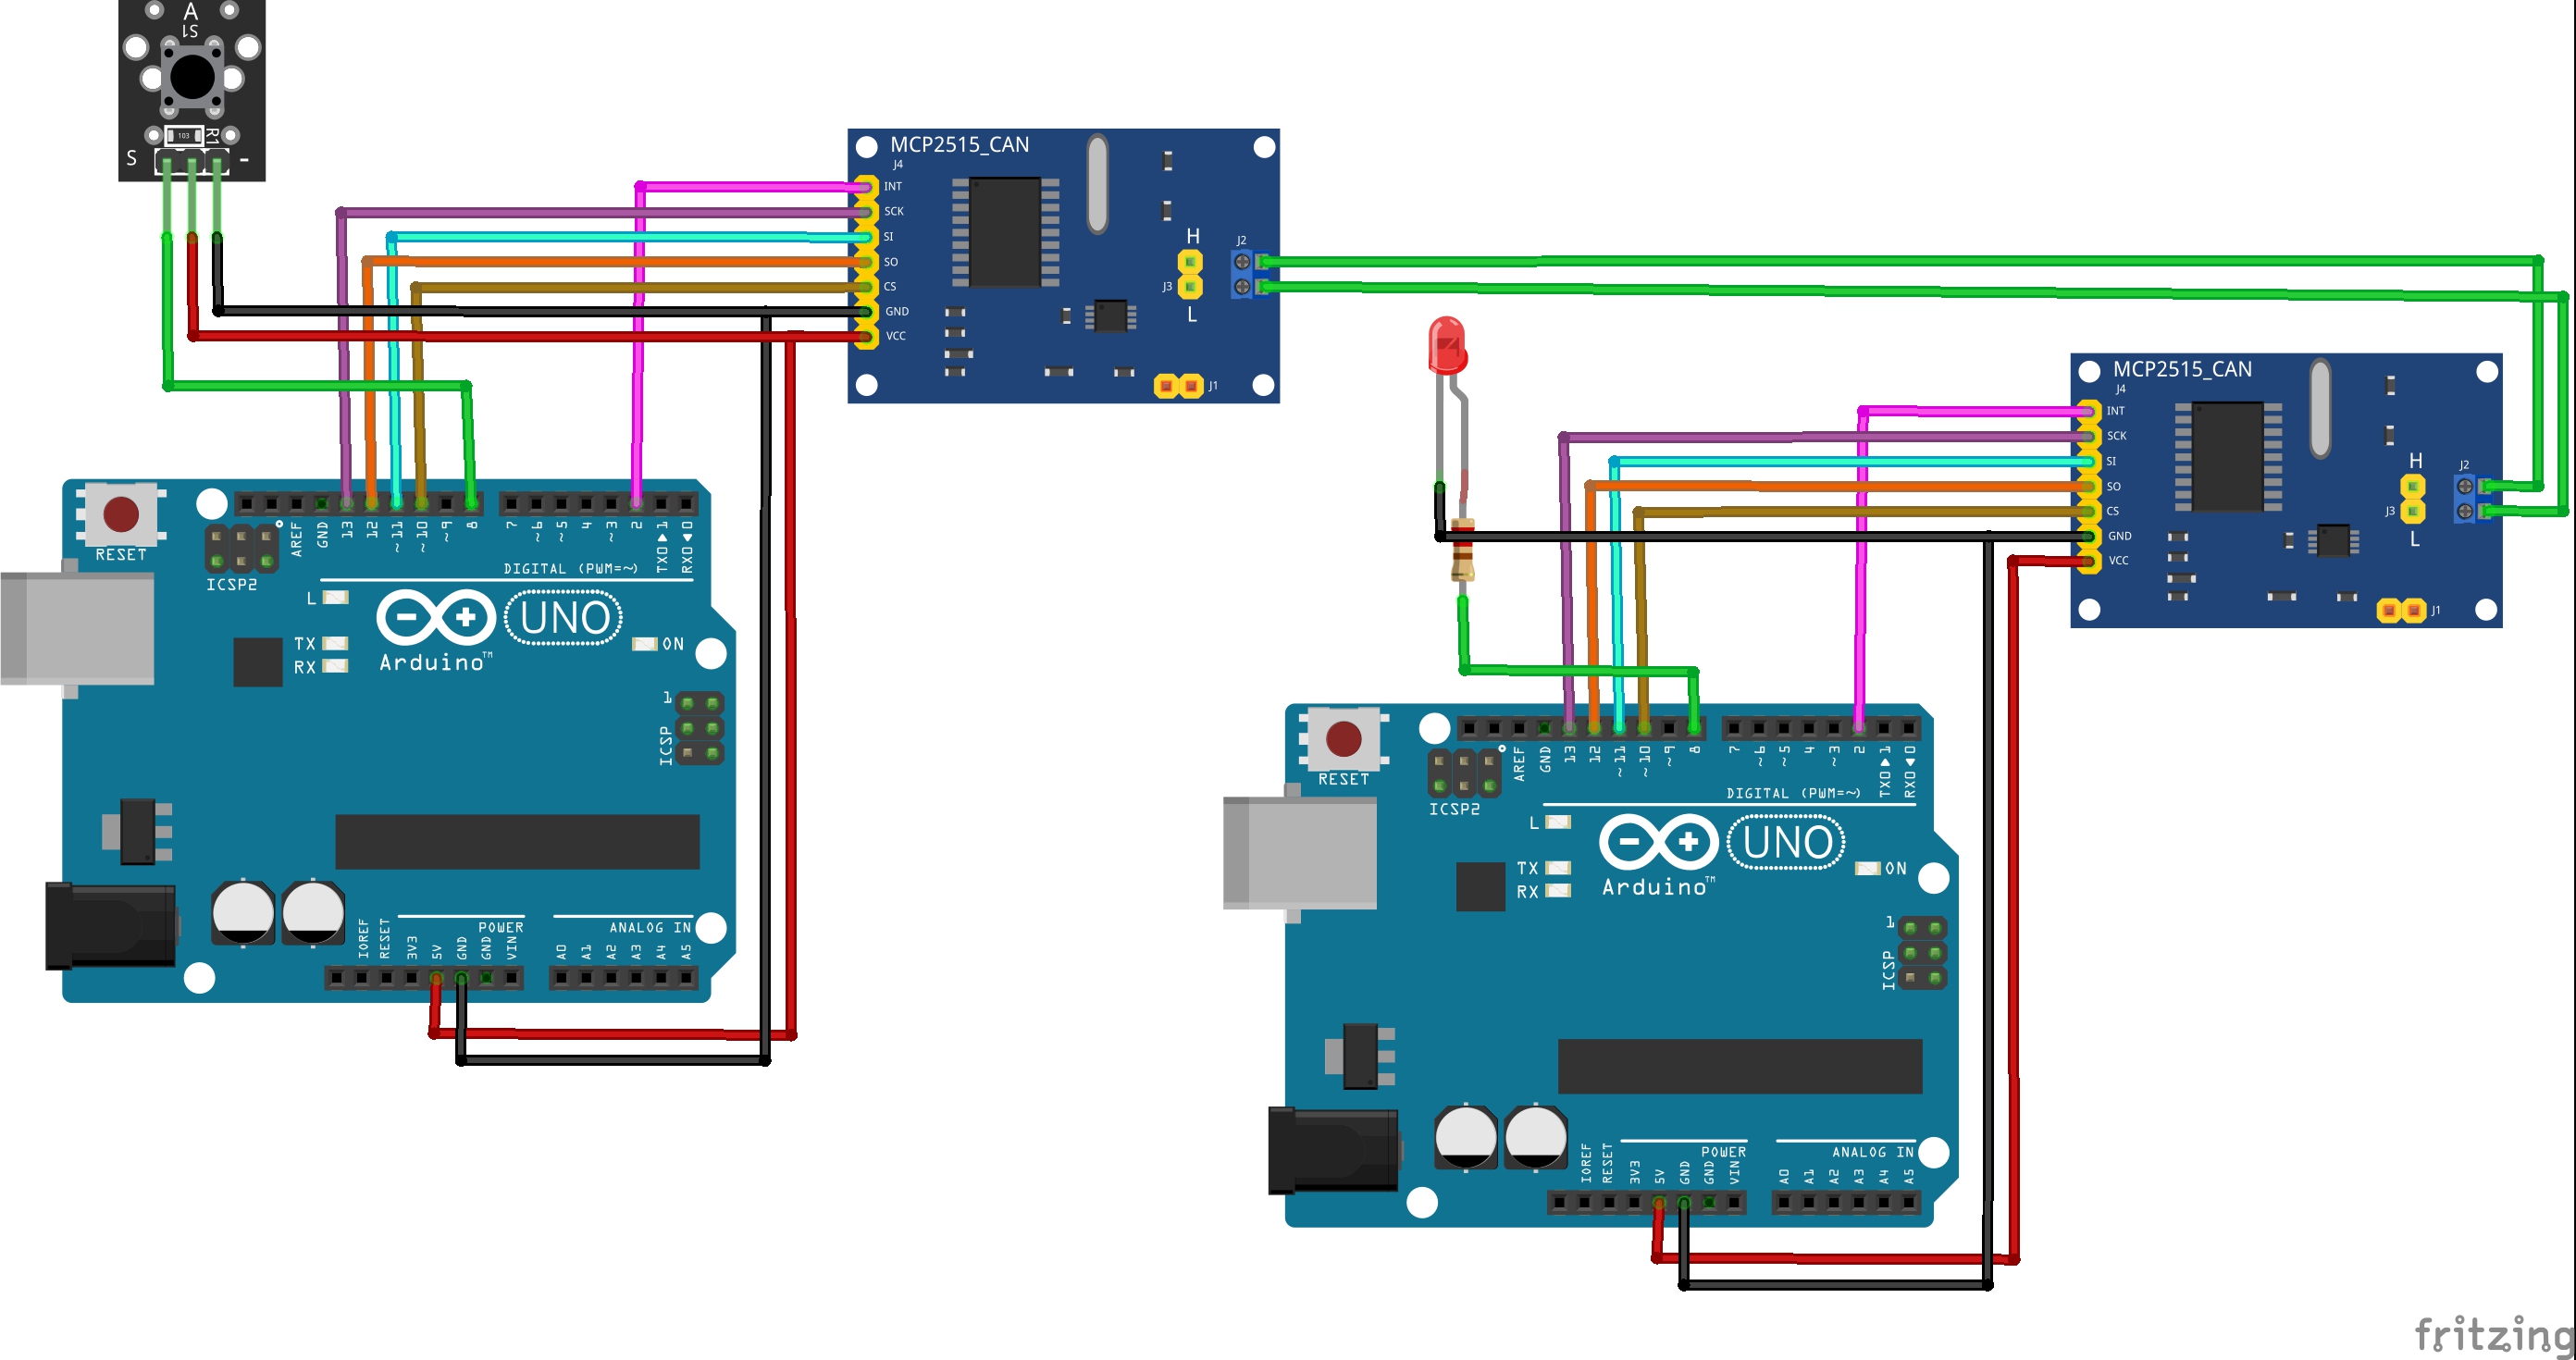 A
S1
103
R1
S
-
MCP2515_CAN
J4
INT
SCK
SI
SO
CS
GND
VCC
H
J2
J3
L
J1
RESET
ICSP2
AREF
GND
13
12
~11
~10
~9
8
7
~6
~5
4
~3
2
TX0▶1
RX0◀0
DIGITAL (PWM=~)
L
TX
RX
UNO
Arduino™
ON
1
ICSP
IOREF
RESET
3V3
5V
GND
GND
VIN
POWER
ANALOG IN
A0
A1
A2
A3
A4
A5
MCP2515_CAN
J4
INT
SCK
SI
SO
CS
GND
VCC
H
J2
J3
L
J1
RESET
ICSP2
AREF
GND
13
12
~11
~10
~9
8
7
~6
~5
4
~3
2
TX0▶1
RX0◀0
DIGITAL (PWM=~)
L
TX
RX
UNO
Arduino™
ON
1
ICSP
IOREF
RESET
3V3
5V
GND
GND
VIN
POWER
ANALOG IN
A0
A1
A2
A3
A4
A5
fritzing